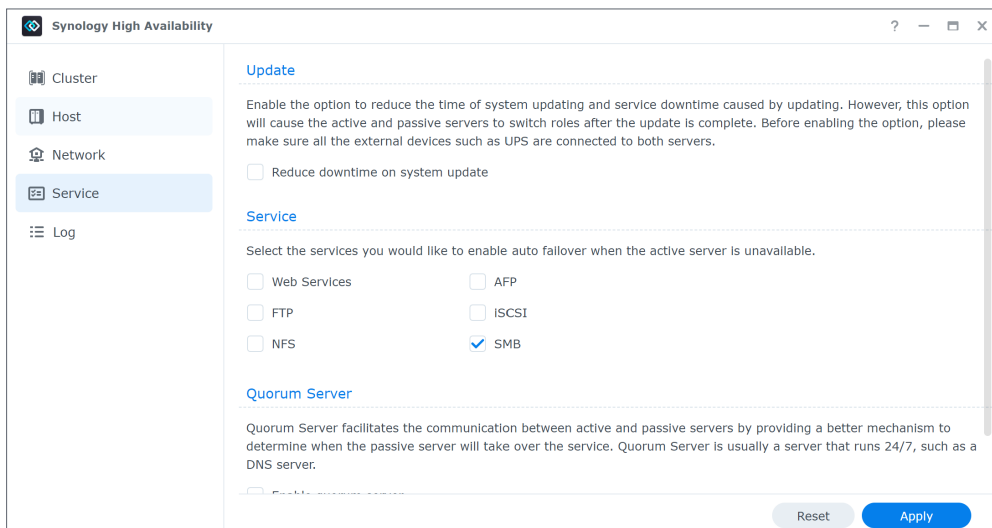 Synology High Availability
Cluster
Host
Network
Service
Log
Update
Enable the option to reduce the time of system updating and service downtime caused by updating. However, this option
will cause the active and passive servers to switch roles after the update is complete. Before enabling the option, please
make sure all the external devices such as UPS are connected to both servers.
Reduce downtime on system update
Service
Select the services you would like to enable auto failover when the active server is unavailable.
Web Services
AFP
FTP
iSCSI
NFS
SMB
Quorum Server
Quorum Server facilitates the communication between active and passive servers by providing a better mechanism to
determine when the passive server will take over the service. Quorum Server is usually a server that runs 24/7, such as a
DNS server.
Enable quorum server
Reset
Apply